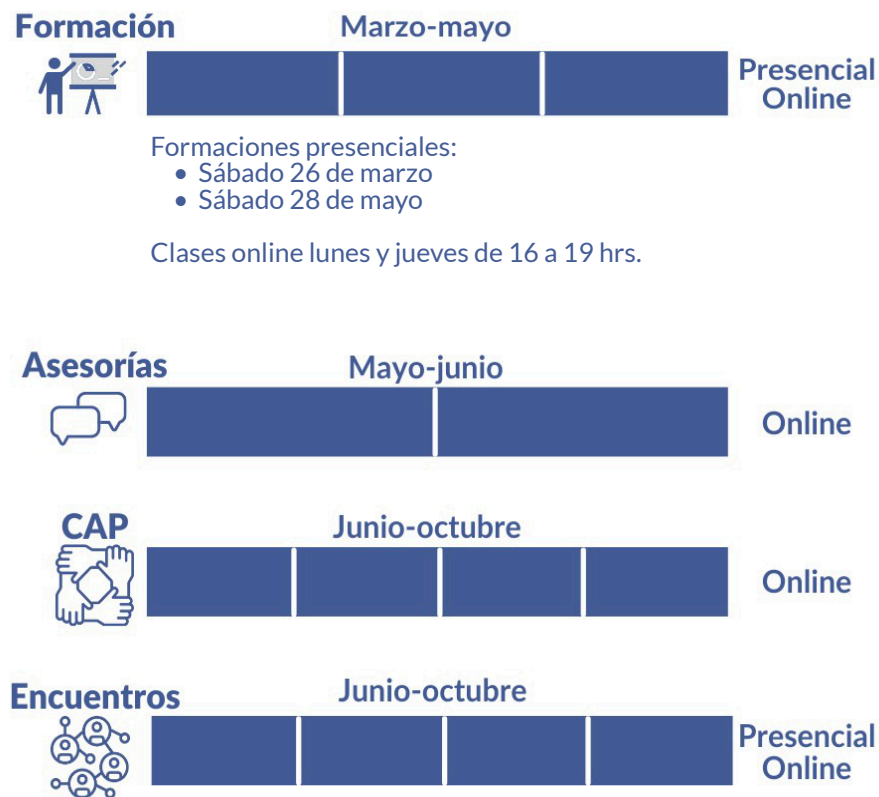 Formación
Marzo-mayo
Presencial
Online
Formaciones presenciales:
• Sábado 26 de marzo
• Sábado 28 de mayo
Clases online lunes y jueves de 16 a 19 hrs.
Asesorías
Mayo-junio
Online
CAP
Junio-octubre
Online
Encuentros
Junio-octubre
Presencial
Online